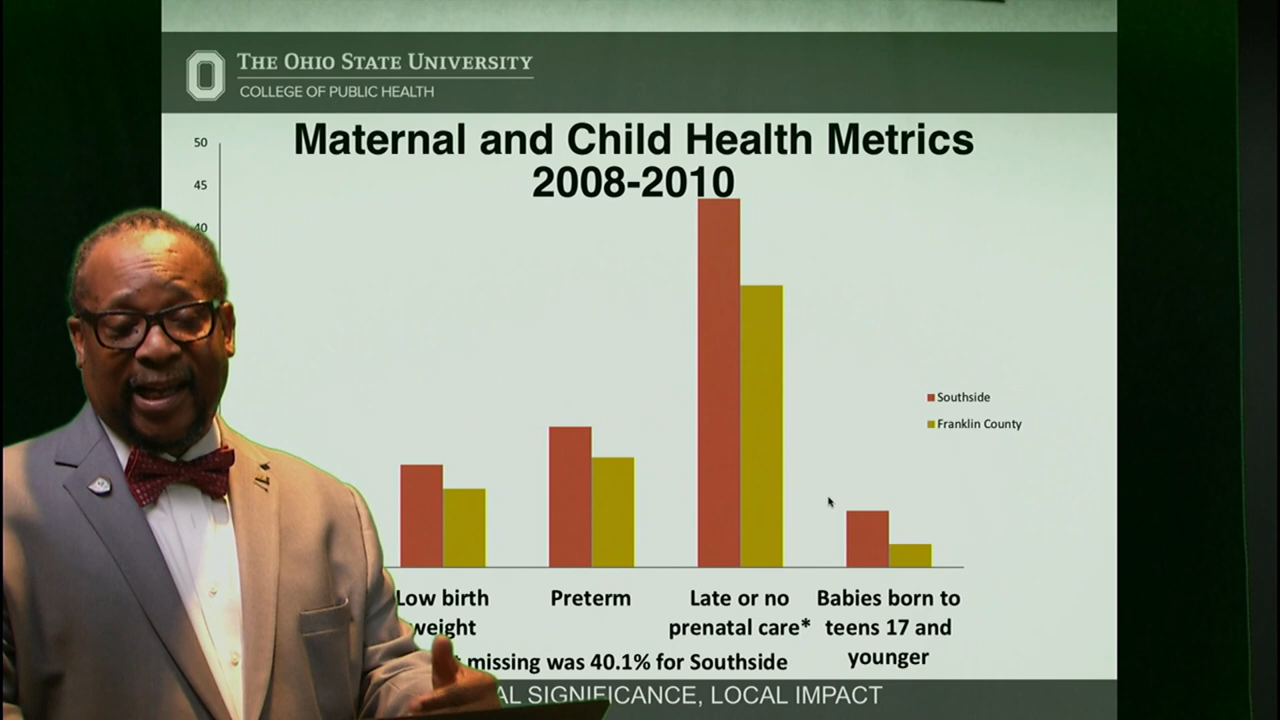 THE OHIO STATE UNIVERSITY
COLLEGE OF PUBLIC HEALTH
Maternal and Child Health Metrics
2008-2010
50
45
40
Southside
Franklin County
Low birth
weight
Preterm
Late or no
prenatal care*
Babies born to
teens 17 and
younger
missing was 40.1% for Southside
SIGNIFICANCE, LOCAL IMPACT